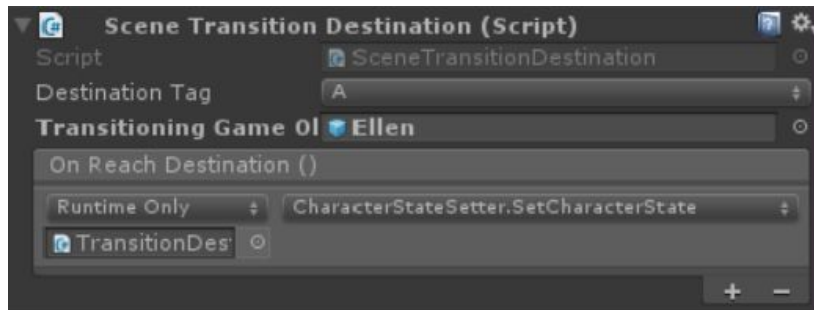 Scene Transition Destination (Script)
Script SceneTransitionDestination
Destination Tag A
Transitioning Game Ol Ellen
On Reach Destination ()
Runtime Only CharacterStateSetter.SetCharacterState
TransitionDes
+ −